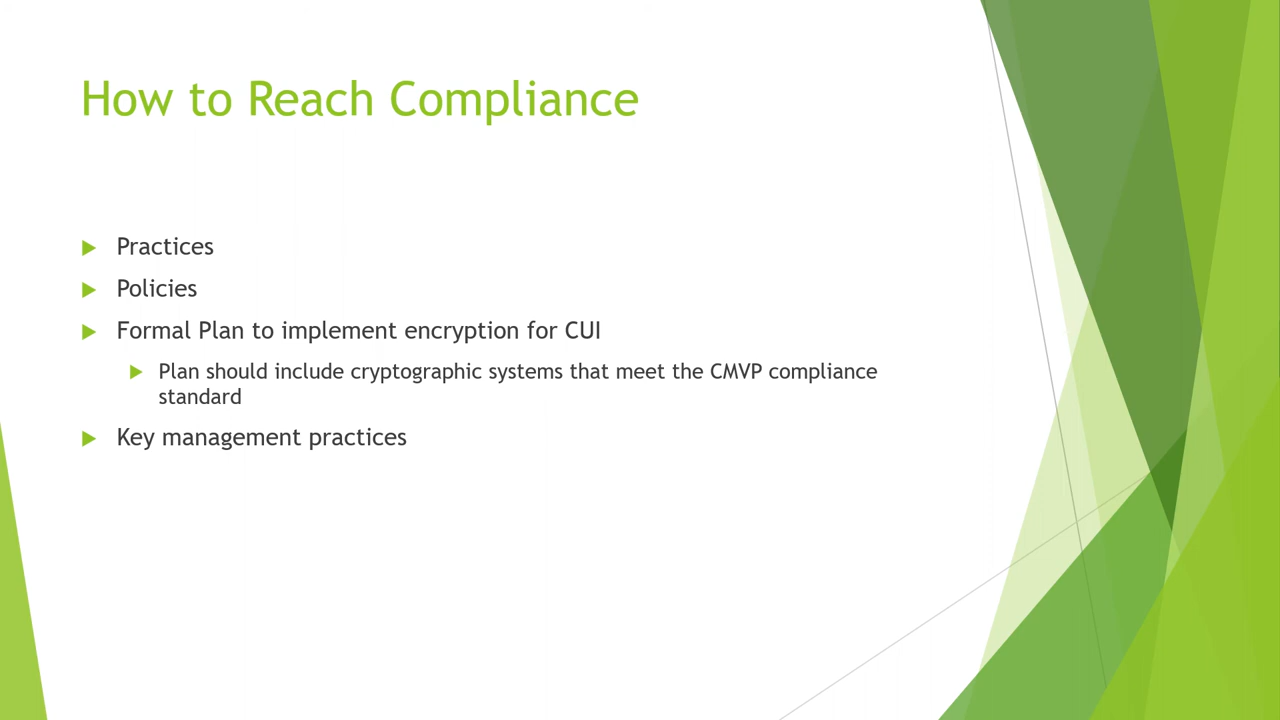 How to Reach Compliance
Practices
Policies
Formal Plan to implement encryption for CUI
Plan should include cryptographic systems that meet the CMVP compliance
standard
Key management practices